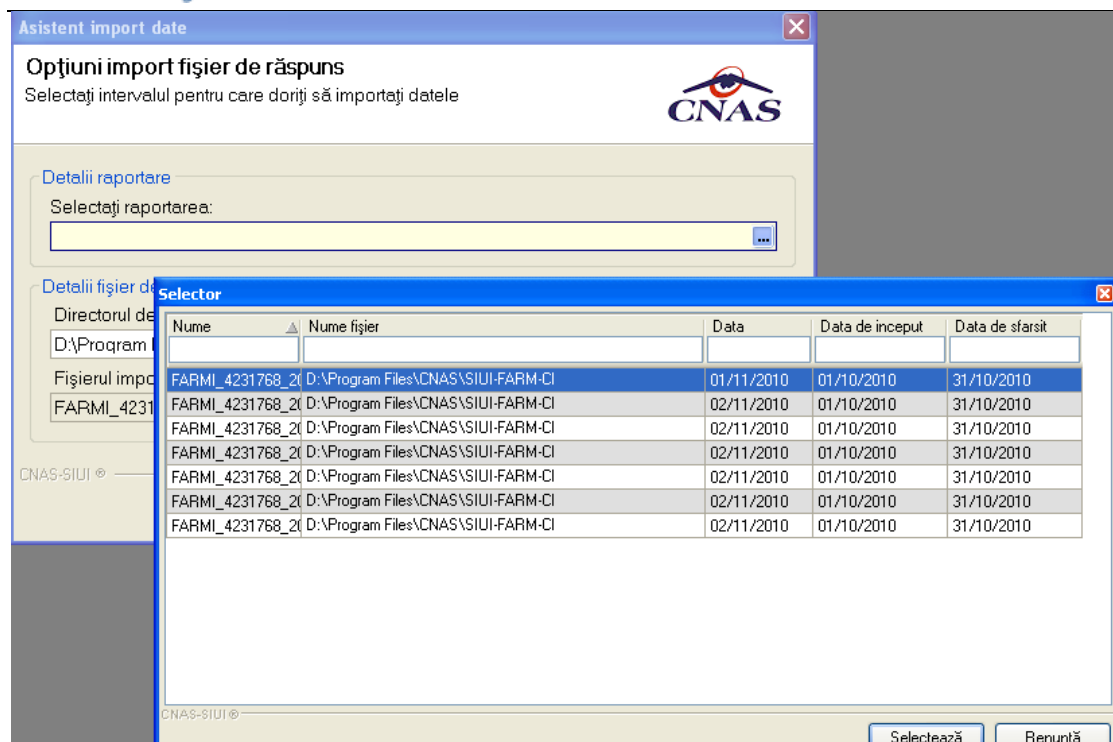 Asistent import date
Opţiuni import fişier de răspuns
Selectaţi intervalul pentru care doriţi să importaţi datele
CNAS
Detalii raportare
Selectaţi raportarea:
...
Detalii fişier de
Directorul de
D:\Program
Fişierul impo
FARMI_4231
CNAS-SIUI ®
Selector
Nume Nume fişier Data Data de inceput Data de sfarsit
FARMI_4231768_20 D:\Program Files\CNAS\SIUI-FARM-CI 01/11/2010 01/10/2010 31/10/2010
FARMI_4231768_20 D:\Program Files\CNAS\SIUI-FARM-CI 02/11/2010 01/10/2010 31/10/2010
FARMI_4231768_20 D:\Program Files\CNAS\SIUI-FARM-CI 02/11/2010 01/10/2010 31/10/2010
FARMI_4231768_20 D:\Program Files\CNAS\SIUI-FARM-CI 02/11/2010 01/10/2010 31/10/2010
FARMI_4231768_20 D:\Program Files\CNAS\SIUI-FARM-CI 02/11/2010 01/10/2010 31/10/2010
FARMI_4231768_20 D:\Program Files\CNAS\SIUI-FARM-CI 02/11/2010 01/10/2010 31/10/2010
FARMI_4231768_20 D:\Program Files\CNAS\SIUI-FARM-CI 02/11/2010 01/10/2010 31/10/2010
CNAS-SIUI ®
Selectează Renunţă